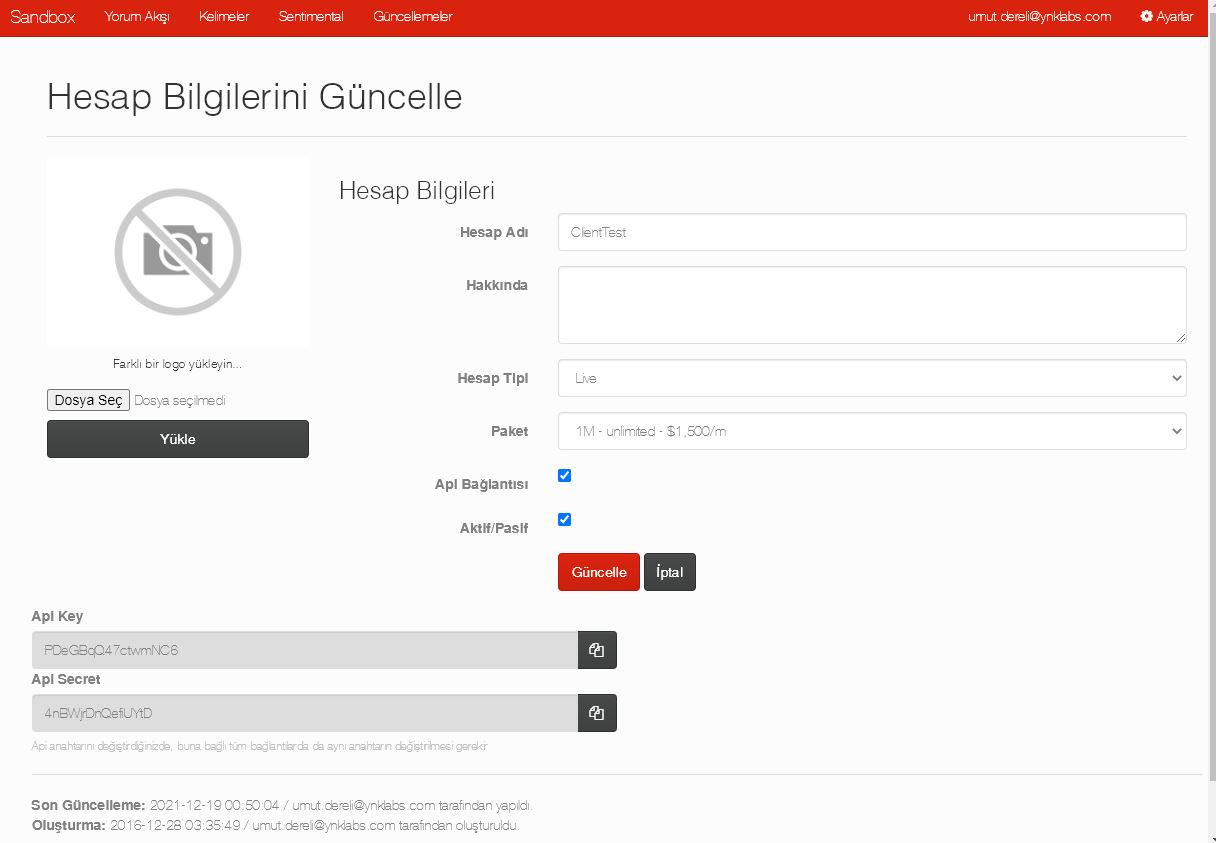 Sandbox Yorum Akışı Kelimeler Sentimental Güncellemeler umut.dereli@ynklabs.com Ayarlar
Hesap Bilgilerini Güncelle
Hesap Bilgileri
Hesap Adı ClientTest
Hakkında
Farklı bir logo yükleyin...
Hesap Tipi Live
Dosya Seç Dosya seçilmedi
Paket 1M - unlimited - $1,500/m
Yükle
Api Bağlantısı
Aktif/Pasif
Güncelle İptal
Api Key
PDeGBqQ47ctwmNC6
Api Secret
4nBWjrDnQefiUYtD
Api anahtarını değiştirdiğinizde, buna bağlı tüm bağlantılarda da aynı anahtarın değiştirilmesi gerekir
Son Güncelleme: 2021-12-19 00:50:04 / umut.dereli@ynklabs.com tarafından yapıldı.
Oluşturma: 2016-12-28 03:35:49 / umut.dereli@ynklabs.com tarafından oluşturuldu.